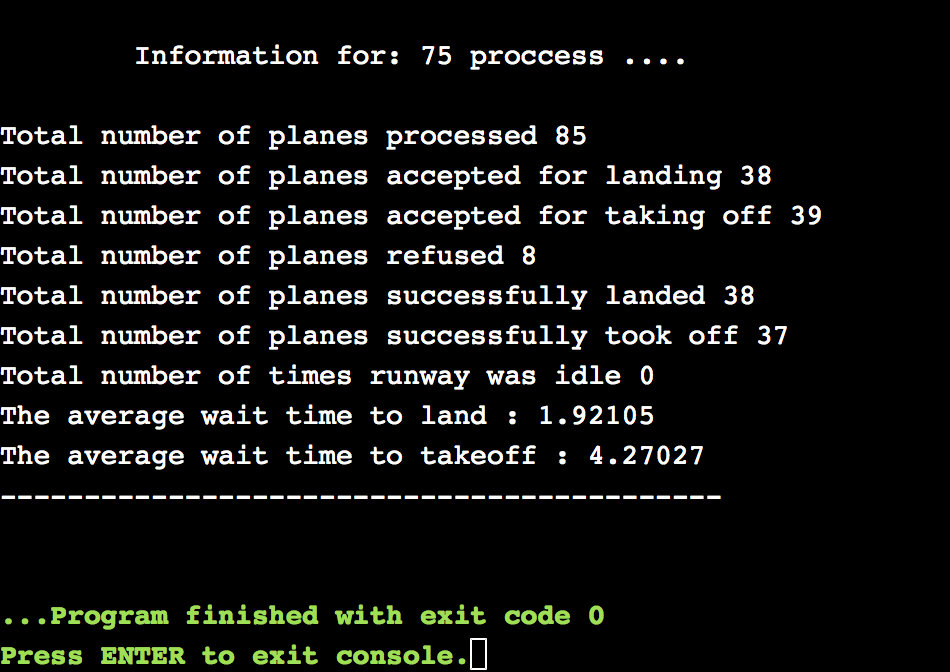 Information for: 75 proccess ....
Total number of planes processed 85
Total number of planes accepted for landing 38
Total number of planes accepted for taking off 39
Total number of planes refused 8
Total number of planes successfully landed 38
Total number of planes successfully took off 37
Total number of times runway was idle 0
The average wait time to land : 1.92105
The average wait time to takeoff : 4.27027
-------------------------------------------
...Program finished with exit code 0
Press ENTER to exit console.